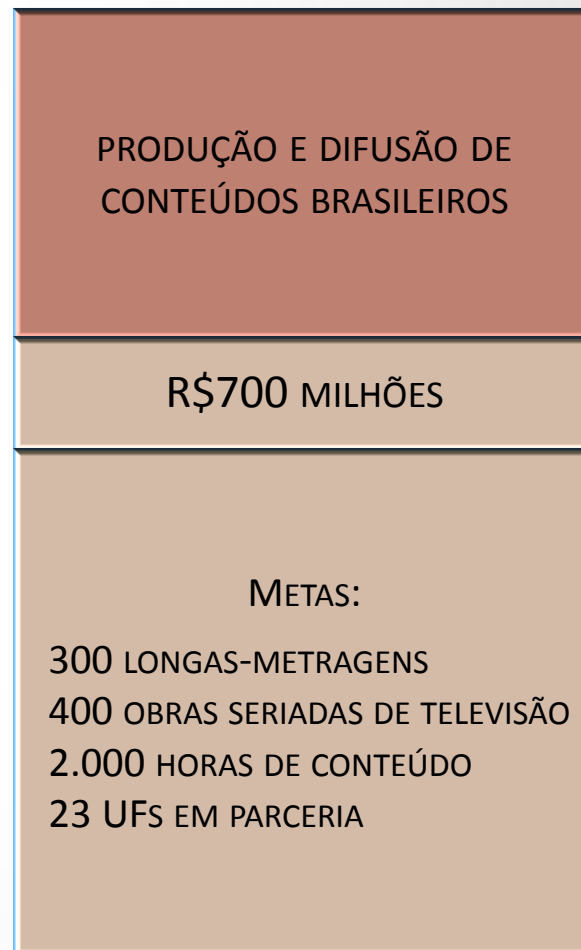 PRODUÇÃO E DIFUSÃO DE
CONTEÚDOS BRASILEIROS
R$700 MILHÕES
METAS:
300 LONGAS-METRAGENS
400 OBRAS SERIADAS DE TELEVISÃO
2.000 HORAS DE CONTEÚDO
23 UFS EM PARCERIA